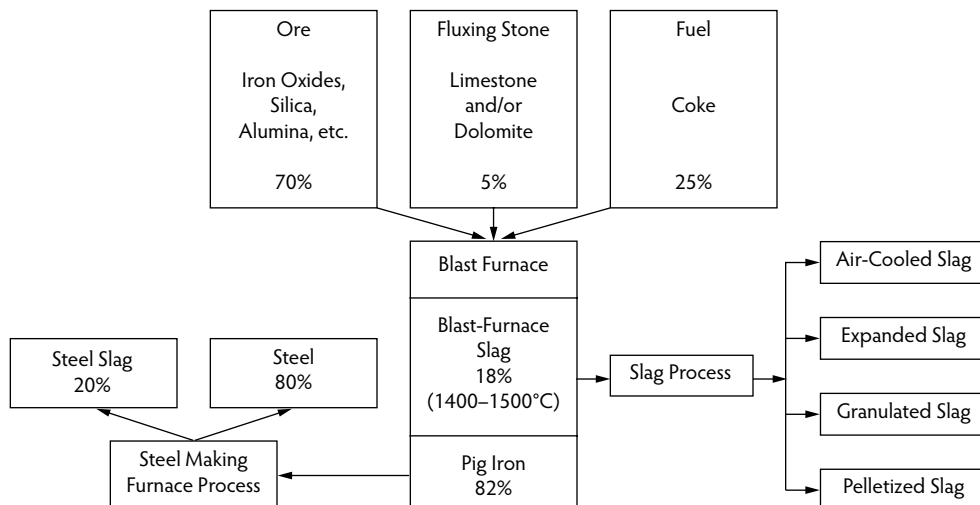 Ore
Iron Oxides,
Silica,
Alumina, etc.
70%
Fluxing Stone
Limestone
and/or
Dolomite
5%
Fuel
Coke
25%
Blast Furnace
Blast-Furnace
Slag
18%
(1400–1500°C)
Pig Iron
82%
Steel Slag
20%
Steel
80%
Steel Making
Furnace Process
Slag Process
Air-Cooled Slag
Expanded Slag
Granulated Slag
Pelletized Slag